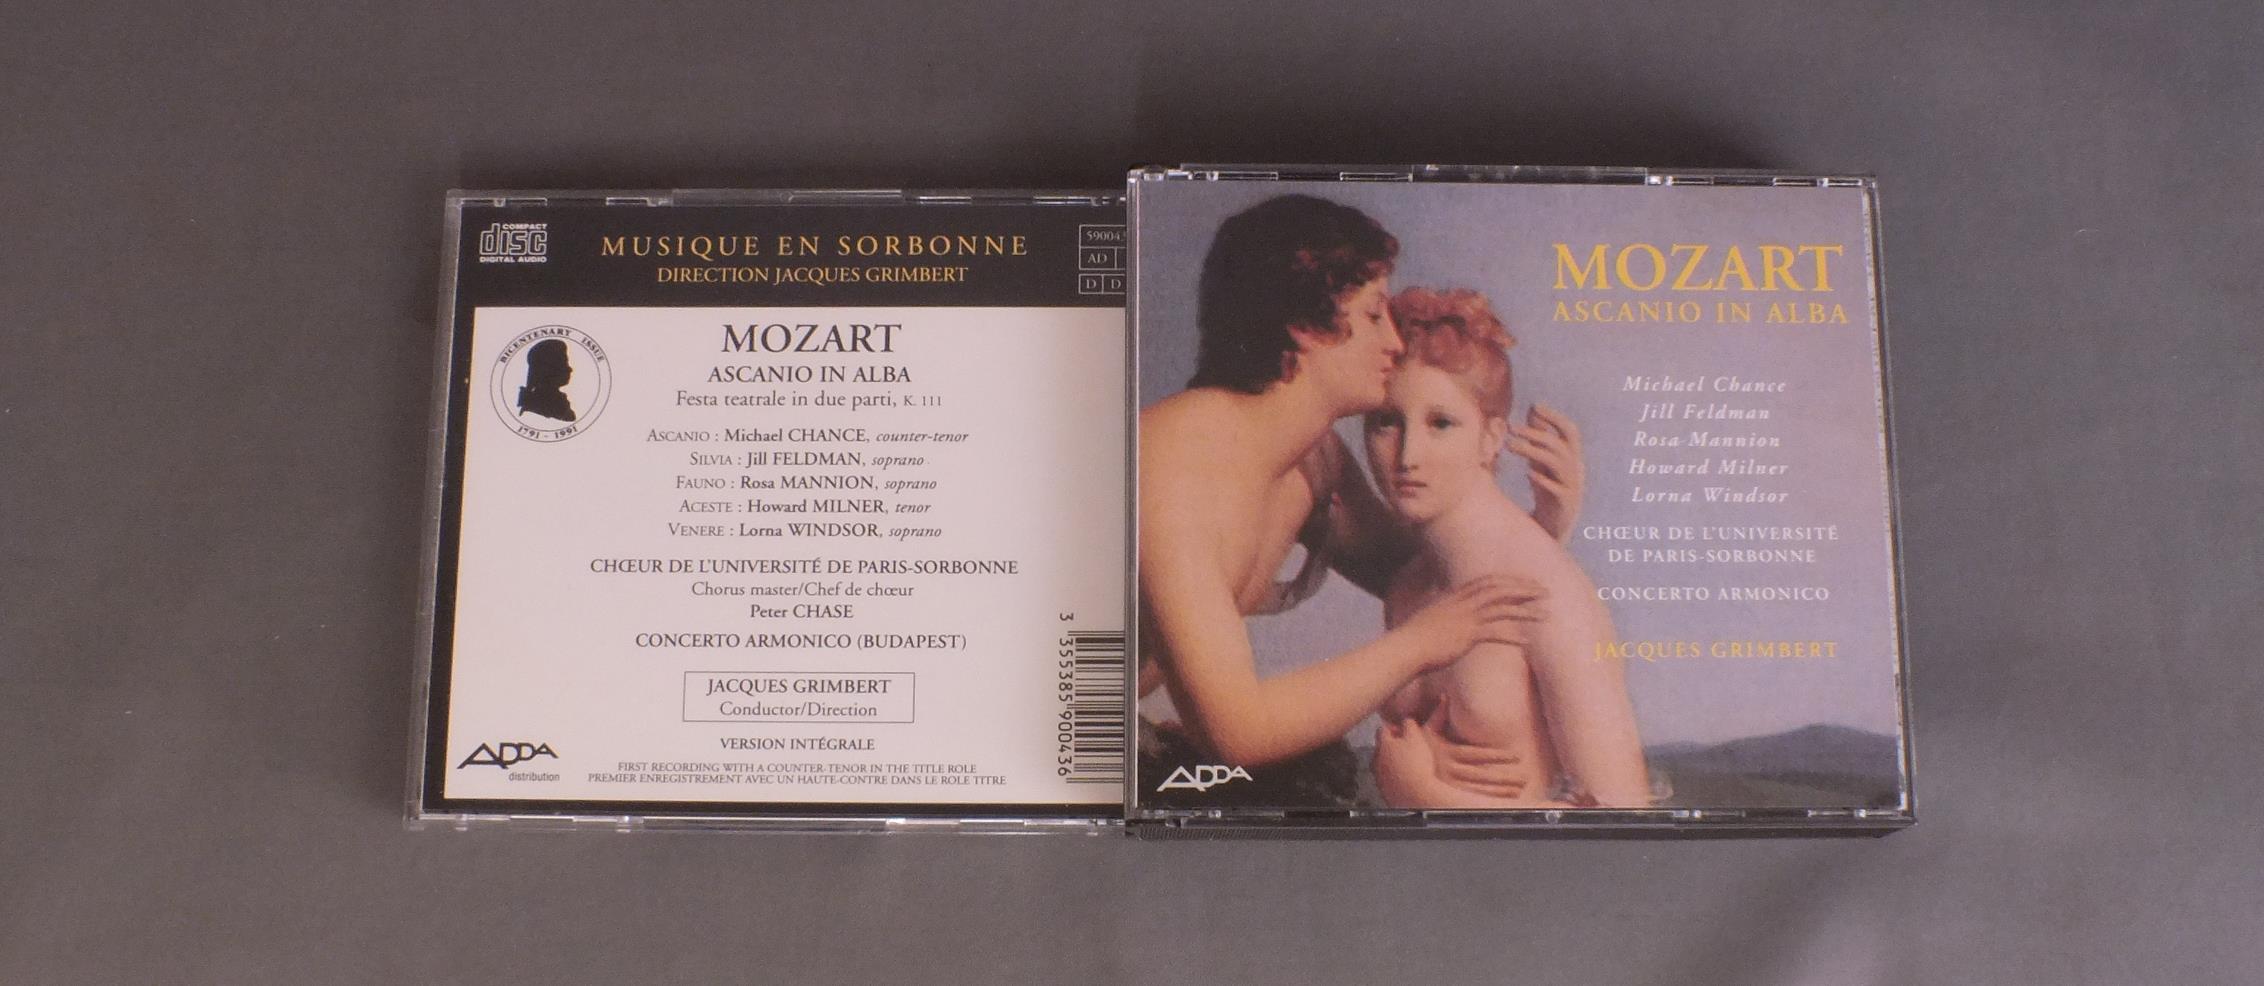 COMPACT
disc
DIGITAL AUDIO
MUSIQUE EN SORBONNE
DIRECTION JACQUES GRIMBERT
AD
D D
BICENTENARY ISSUE
1791 - 1991
MOZART
ASCANIO IN ALBA
Festa teatrale in due parti, K. 111
ASCANIO : Michael CHANCE, counter-tenor
SILVIA : Jill FELDMAN, soprano
FAUNO : Rosa MANNION, soprano
ACESTE : Howard MILNER, tenor
VENERE : Lorna WINDSOR, soprano
CHŒUR DE L'UNIVERSITÉ DE PARIS-SORBONNE
Chorus master/Chef de chœur
Peter CHASE
CONCERTO ARMONICO (BUDAPEST)
JACQUES GRIMBERT
Conductor/Direction
VERSION INTÉGRALE
FIRST RECORDING WITH A COUNTER-TENOR IN THE TITLE ROLE
PREMIER ENREGISTREMENT AVEC UN HAUTE-CONTRE DANS LE ROLE TITRE
ADDA
distribution
3 355385 900436
MOZART
ASCANIO IN ALBA
Michael Chance
Jill Feldman
Rosa Mannion
Howard Milner
Lorna Windsor
CHŒUR DE L'UNIVERSITÉ
DE PARIS-SORBONNE
CONCERTO ARMONICO
JACQUES GRIMBERT
ADDA